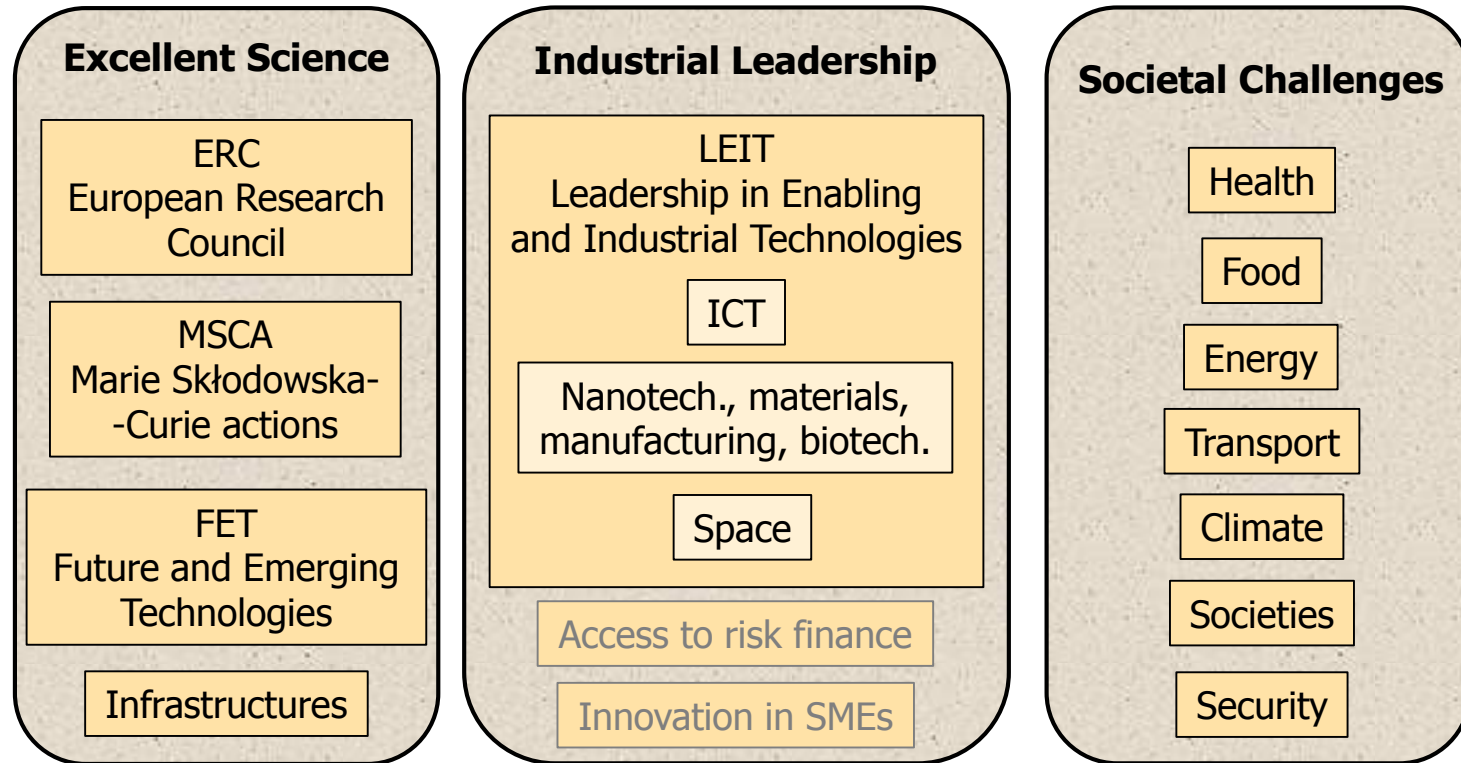 Excellent Science
ERC
European Research
Council
MSCA
Marie Skłodowska-
-Curie actions
FET
Future and Emerging
Technologies
Infrastructures
Industrial Leadership
LEIT
Leadership in Enabling
and Industrial Technologies
ICT
Nanotech., materials,
manufacturing, biotech.
Space
Access to risk finance
Innovation in SMEs
Societal Challenges
Health
Food
Energy
Transport
Climate
Societies
Security